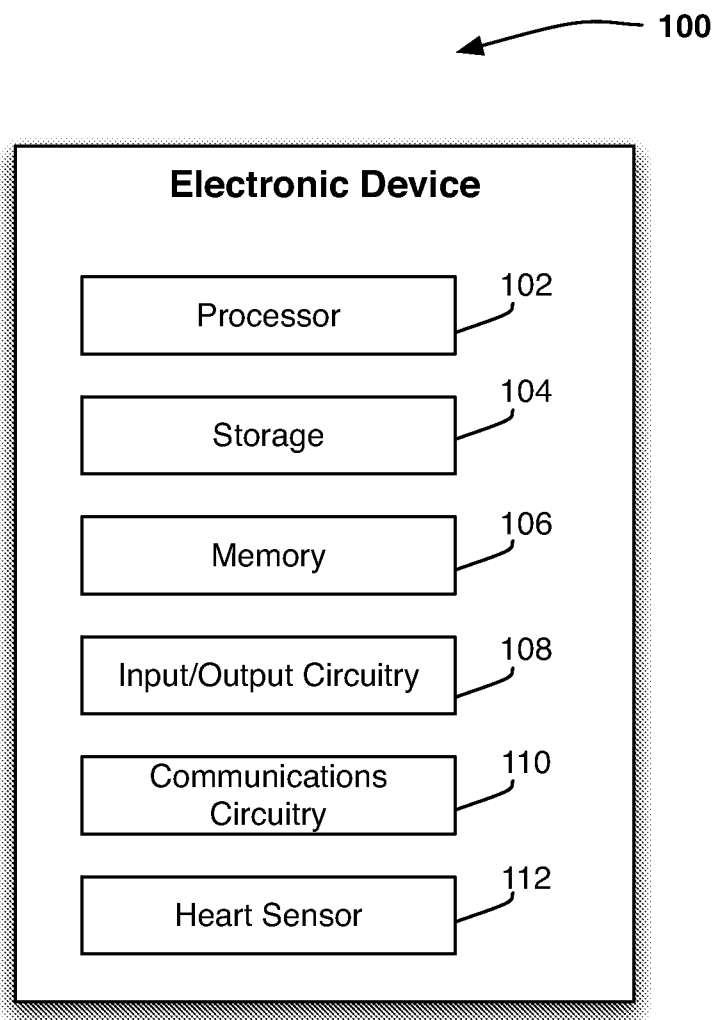 100
Electronic Device
102
Processor
104
Storage
106
Memory
108
Input/Output Circuitry
110
Communications
Circuitry
112
Heart Sensor